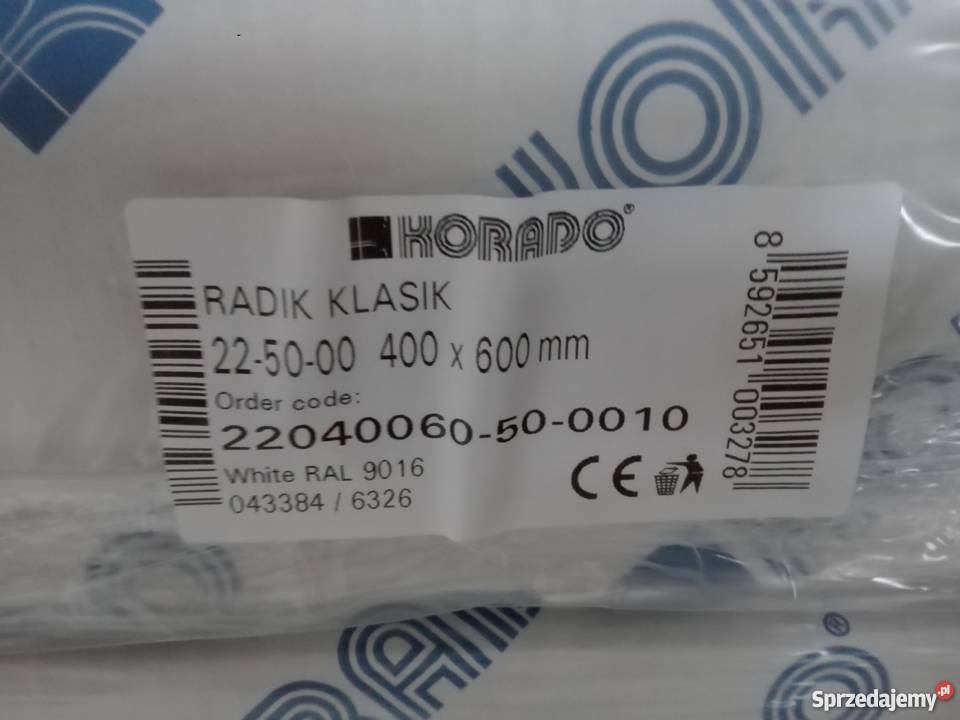 KORADO®
RADIK KLASIK
22-50-00 400 x 600 mm
Order code:
22040060-50-0010
White RAL 9016
043384 / 6326
CE
8 592651 003278
Sprzedajemy.pl